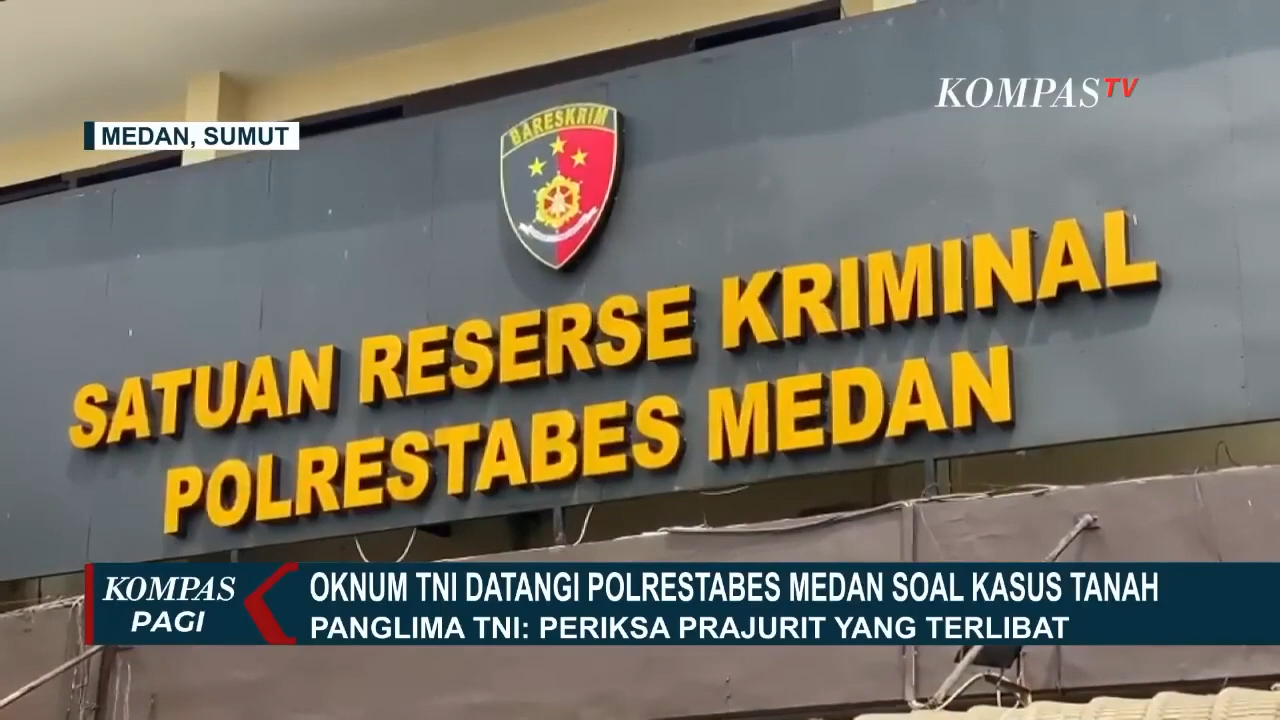 KOMPASTV
MEDAN, SUMUT
BARESKRIM
SATUAN RESERSE KRIMINAL
POLRESTABES MEDAN
KOMPAS
PAGI
OKNUM TNI DATANGI POLRESTABES MEDAN SOAL KASUS TANAH
PANGLIMA TNI: PERIKSA PRAJURIT YANG TERLIBAT